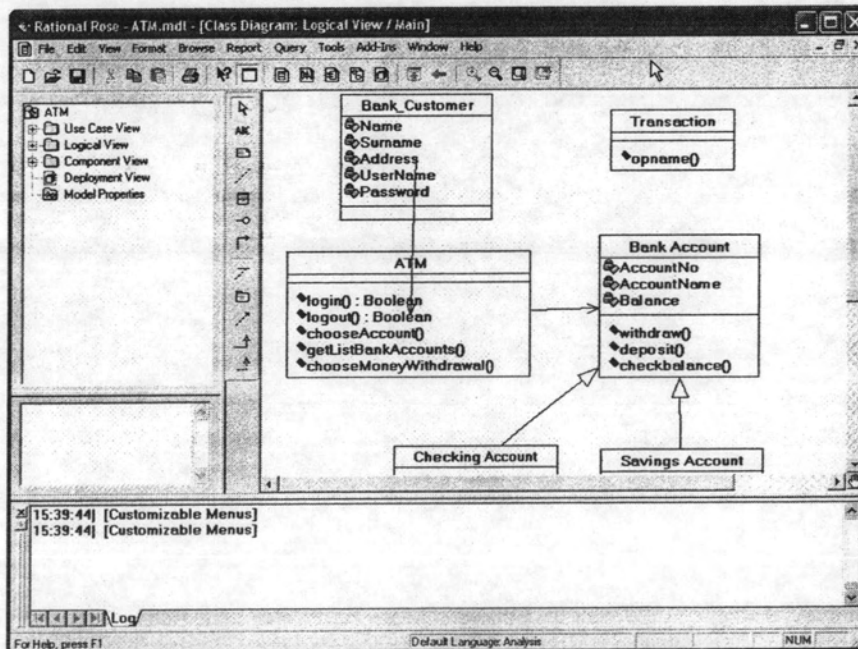 Rational Rose - ATM.mdl - [Class Diagram: Logical View / Main]
File Edit View Format Browse Report Query Tools Add-Ins Window Help
ATM
Use Case View
Logical View
Component View
Deployment View
Model Properties
ABC
Bank_Customer
Name
Surname
Address
UserName
Password
Transaction
opname()
ATM
login() : Boolean
logout() : Boolean
chooseAccount()
getListBankAccounts()
chooseMoneyWithdrawal()
Bank Account
AccountNo
AccountName
Balance
withdraw()
deposit()
checkbalance()
Checking Account
Savings Account
15:39:44| [Customizable Menus]
15:39:44| [Customizable Menus]
Log
For Help, press F1
Default Language: Analysis
NUM